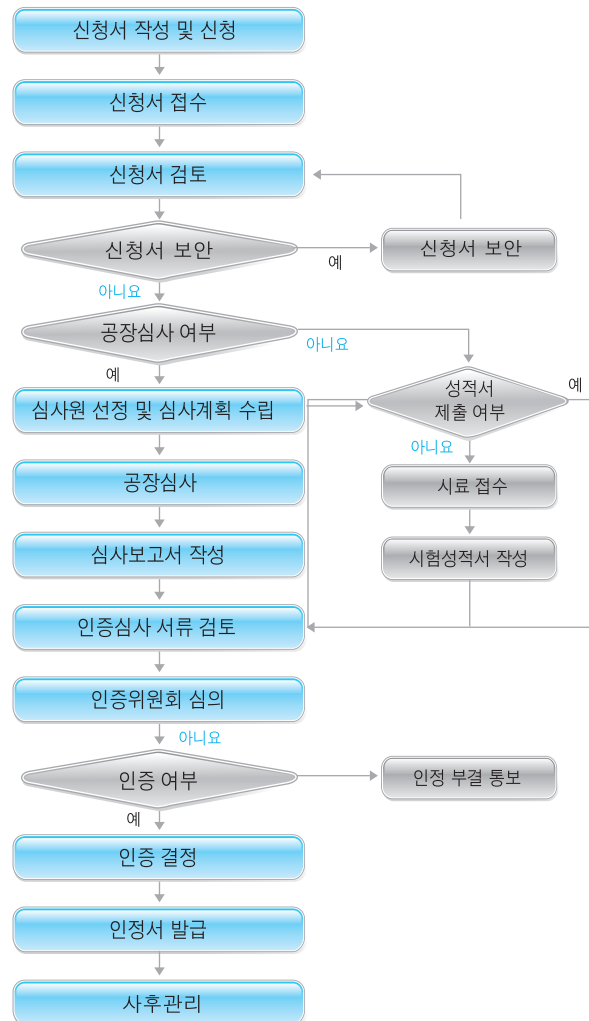 신청서 작성 및 신청
신청서 접수
신청서 검토
신청서 보안
예
신청서 보안
아니요
공장심사 여부
아니요
예
성적서
제출 여부
예
심사원 선정 및 심사계획 수립
아니요
공장심사
시료 접수
심사보고서 작성
시험성적서 작성
인증심사 서류 검토
인증위원회 심의
아니요
인증 여부
인정 부결 통보
예
인증 결정
인정서 발급
사후관리